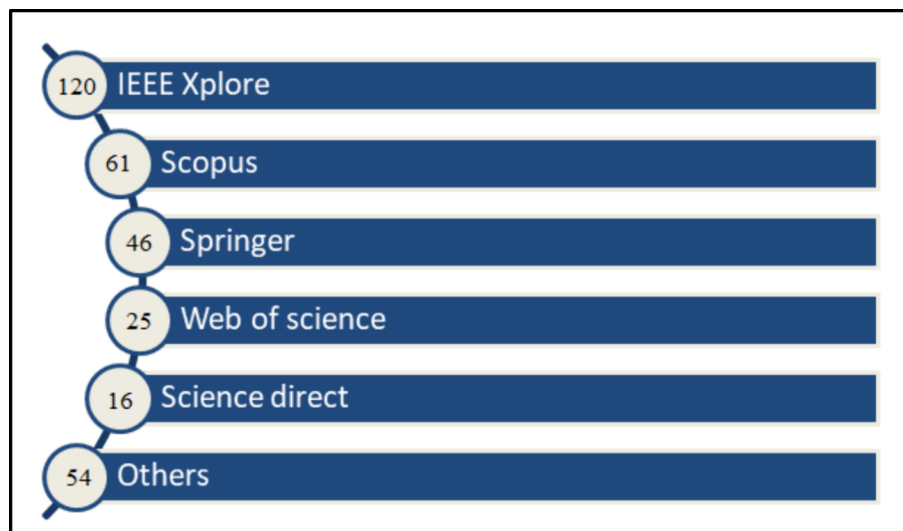 120 IEEE Xplore
61 Scopus
46 Springer
25 Web of science
16 Science direct
54 Others